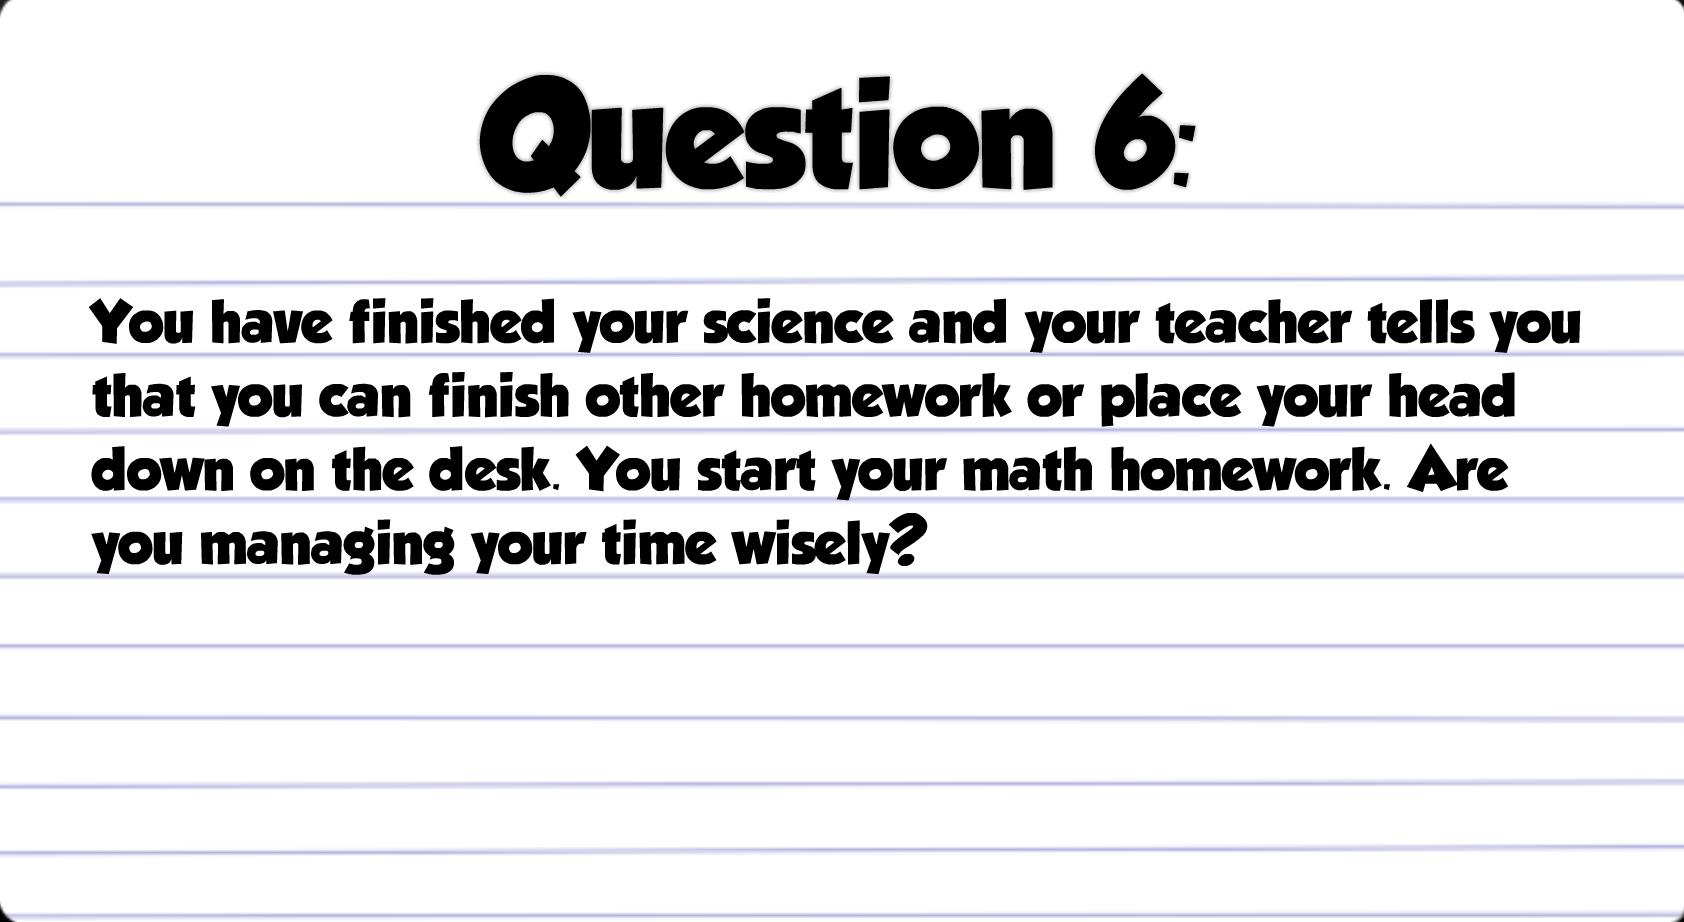 Question 6:
You have finished your science and your teacher tells you
that you can finish other homework or place your head
down on the desk. You start your math homework. Are
you managing your time wisely?